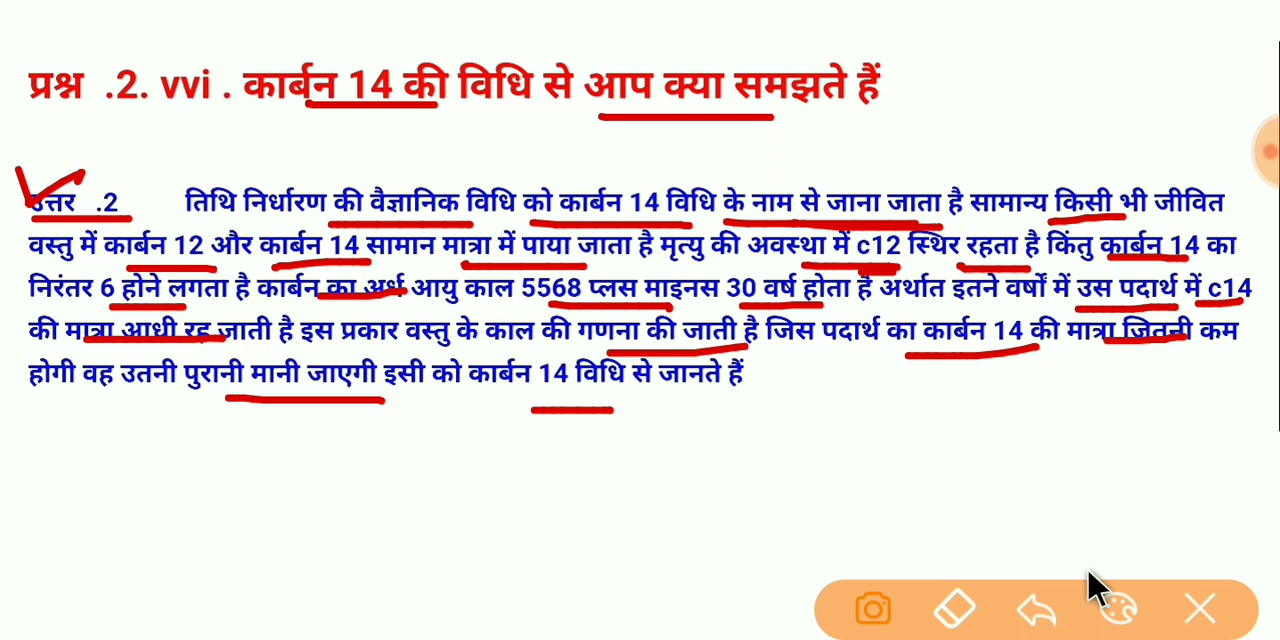 प्रश्न .2. vvi . कार्बन 14 की विधि से आप क्या समझते हैं
उत्तर .2 तिथि निर्धारण की वैज्ञानिक विधि को कार्बन 14 विधि के नाम से जाना जाता है सामान्य किसी भी जीवित
वस्तु में कार्बन 12 और कार्बन 14 सामान मात्रा में पाया जाता है मृत्यु की अवस्था में c12 स्थिर रहता है किंतु कार्बन 14 का
निरंतर 6 होने लगता है कार्बन का अर्ध आयु काल 5568 प्लस माइनस 30 वर्ष होता है अर्थात इतने वर्षों में उस पदार्थ में c14
की मात्रा आधी रह जाती है इस प्रकार वस्तु के काल की गणना की जाती है जिस पदार्थ का कार्बन 14 की मात्रा जितनी कम
होगी वह उतनी पुरानी मानी जाएगी इसी को कार्बन 14 विधि से जानते हैं